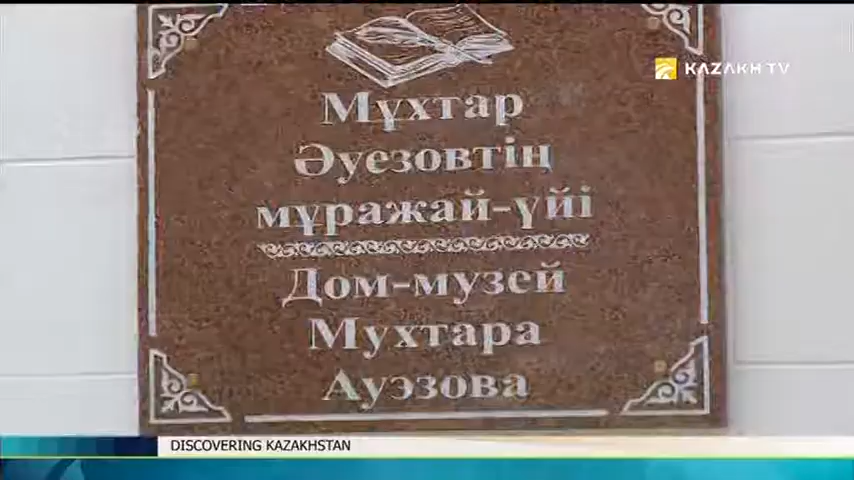 KAZAKH TV
Мұхтар
Әуезовтің
мұражай-үйі
Дом-музей
Мухтара
Ауэзова
DISCOVERING KAZAKHSTAN